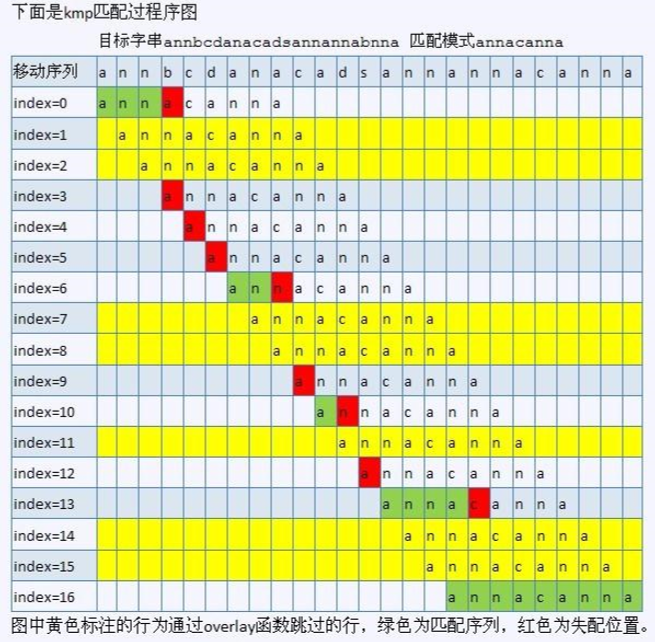 下面是kmp匹配过程序图
目标字串annbcdanacadsannannabnna 匹配模式annacanna
移动序列 a n n b c d a n a c a d s a n n a n n a c a n n a
index=0 a n n a c a n n a
index=1 a n n a c a n n a
index=2 a n n a c a n n a
index=3 a n n a c a n n a
index=4 a n n a c a n n a
index=5 a n n a c a n n a
index=6 a n n a c a n n a
index=7 a n n a c a n n a
index=8 a n n a c a n n a
index=9 a n n a c a n n a
index=10 a n n a c a n n a
index=11 a n n a c a n n a
index=12 a n n a c a n n a
index=13 a n n a c a n n a
index=14 a n n a c a n n a
index=15 a n n a c a n n a
index=16 a n n a c a n n a
图中黄色标注的行为通过overlay函数跳过的行，绿色为匹配序列，红色为失配位置。